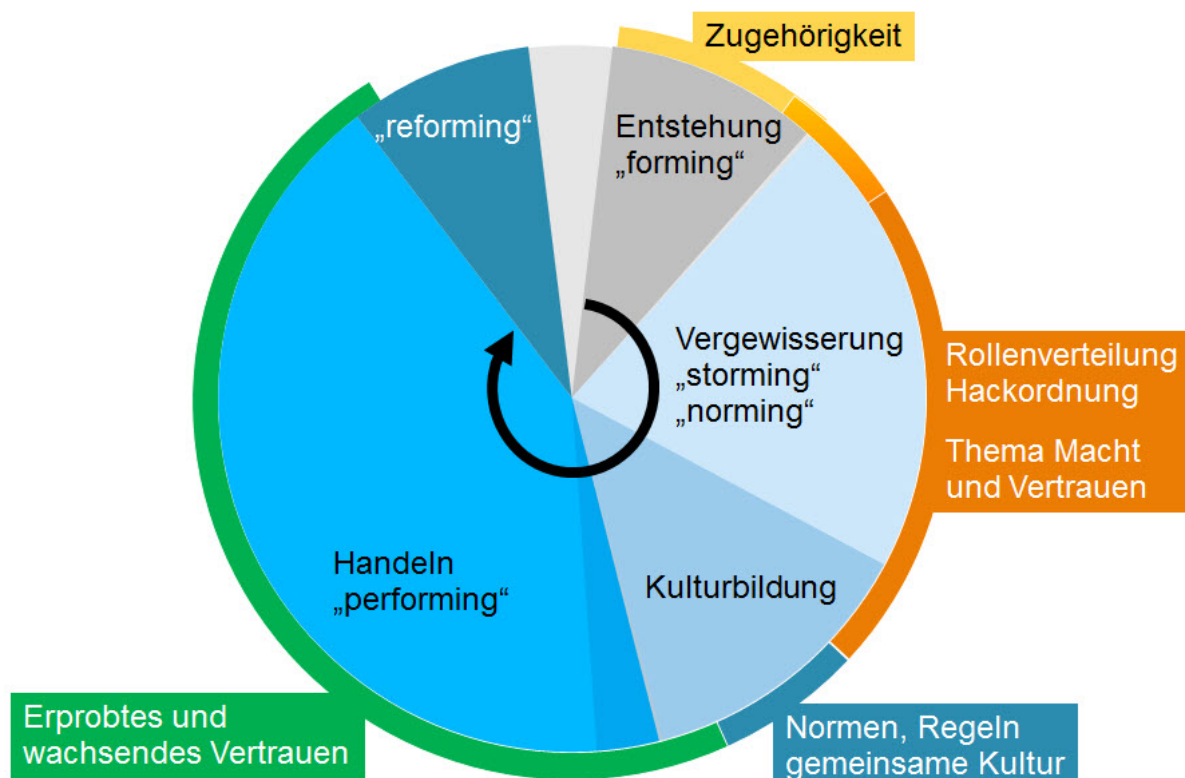 Zugehörigkeit
„reforming“
Entstehung
„forming“
Vergewisserung
„storming“
„norming“
Rollenverteilung
Hackordnung
Thema Macht
und Vertrauen
Handeln
„performing“
Kulturbildung
Erprobtes und
wachsendes Vertrauen
Normen, Regeln
gemeinsame Kultur